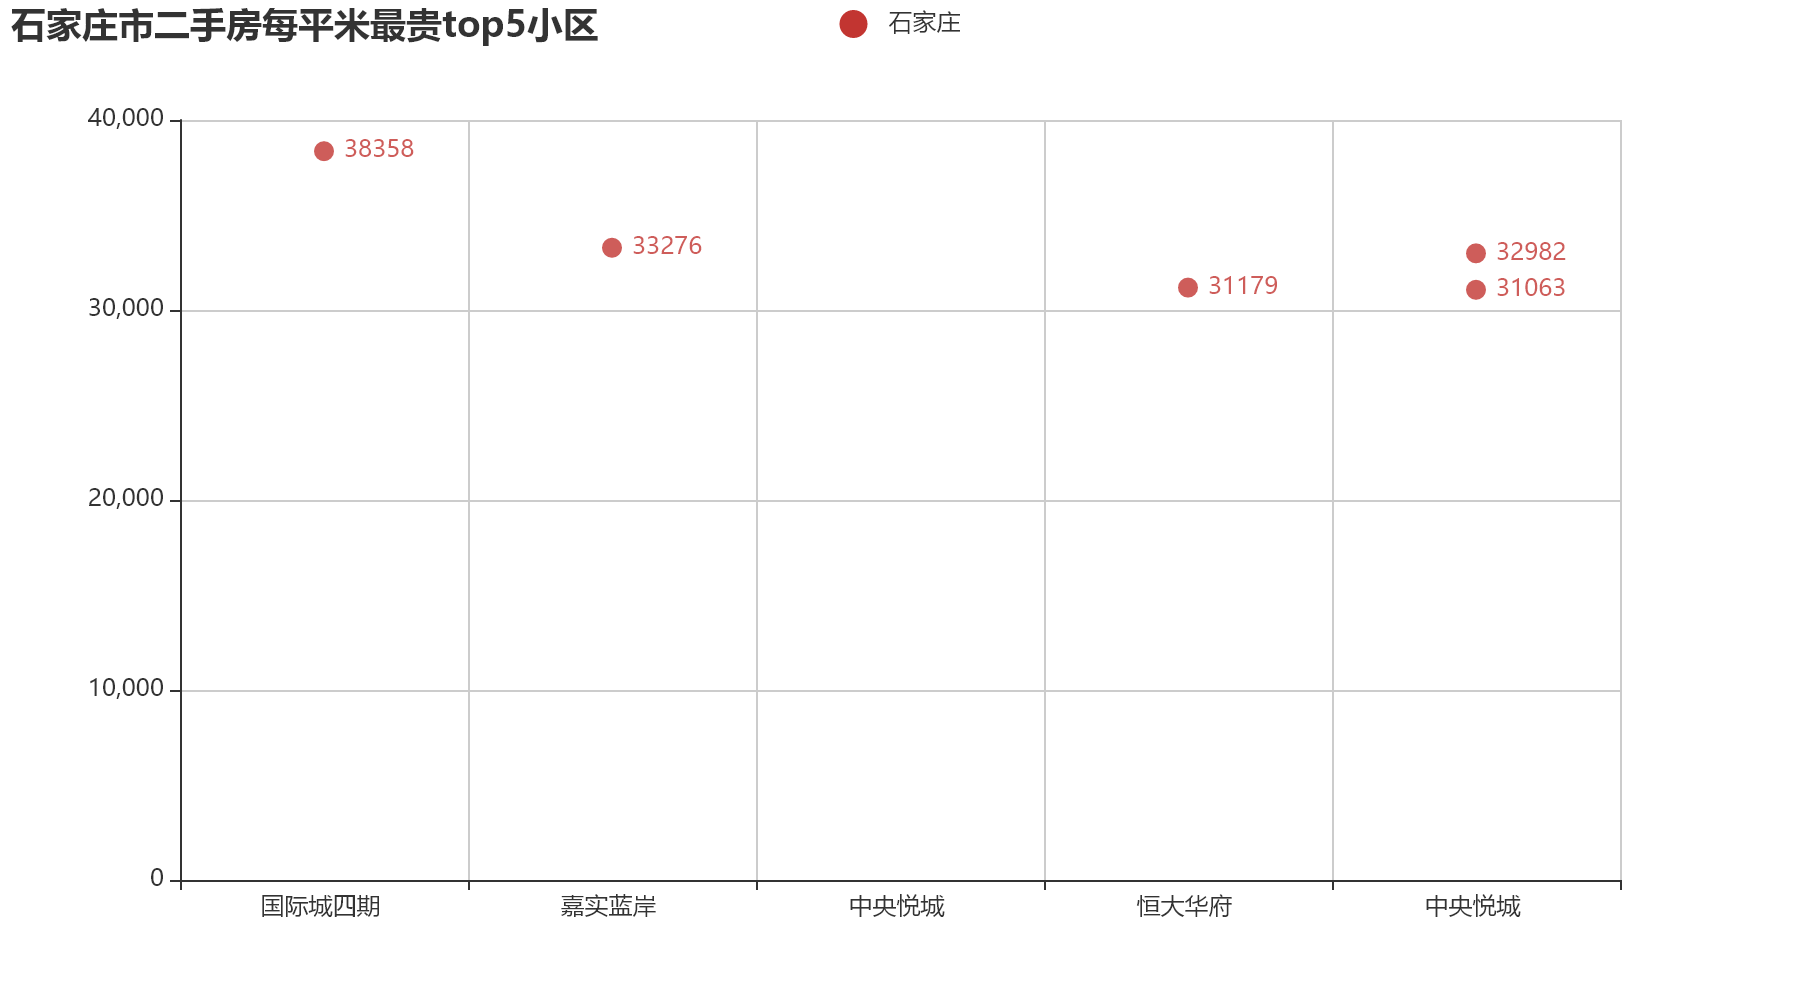 石家庄市二手房每平米最贵top5小区
石家庄
40,000
38358
33276
32982
31179
31063
30,000
20,000
10,000
0
国际城四期
嘉实蓝岸
中央悦城
恒大华府
中央悦城